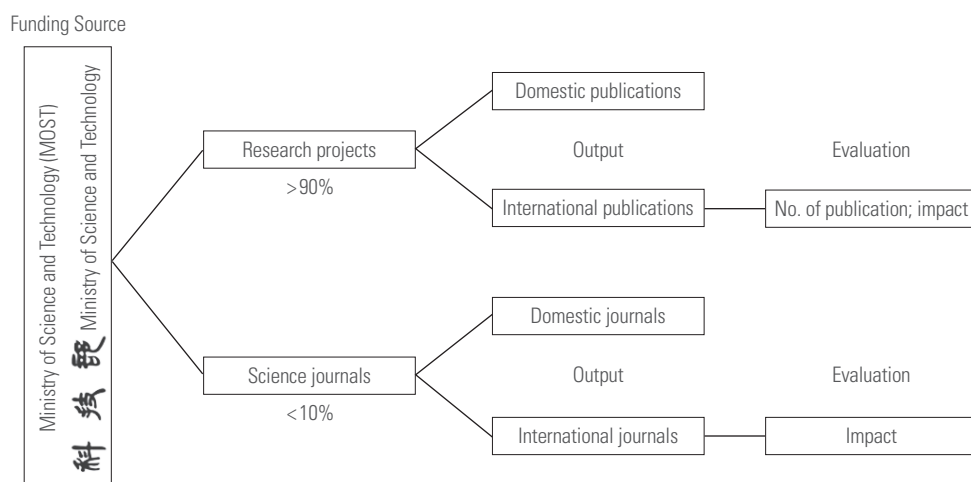 Funding Source
Ministry of Science and Technology (MOST)
科技部 Ministry of Science and Technology
Research projects
>90%
Domestic publications
Output
Evaluation
International publications
No. of publication; impact
Science journals
<10%
Domestic journals
Output
Evaluation
International journals
Impact